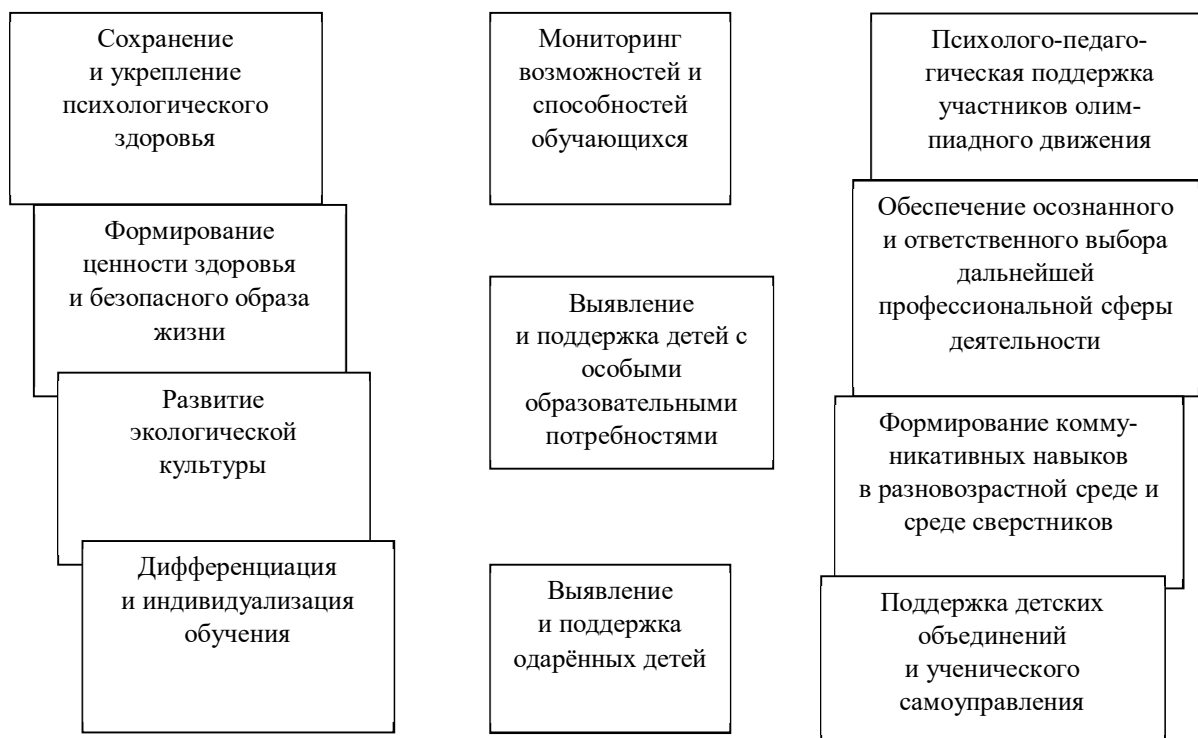 Сохранение
и укрепление
психологического
здоровья
Формирование
ценности здоровья
и безопасного образа
жизни
Развитие
экологической
культуры
Дифференциация
и индивидуализация
обучения
Мониторинг
возможностей и
способностей
обучающихся
Выявление
и поддержка детей с
особыми
образовательными
потребностями
Выявление
и поддержка
одарённых детей
Психолого-педаго-
гическая поддержка
участников олим-
пиадного движения
Обеспечение осознанного
и ответственного выбора
дальнейшей
профессиональной сферы
деятельности
Формирование комму-
никативных навыков
в разновозрастной среде и
среде сверстников
Поддержка детских
объединений
и ученического
самоуправления